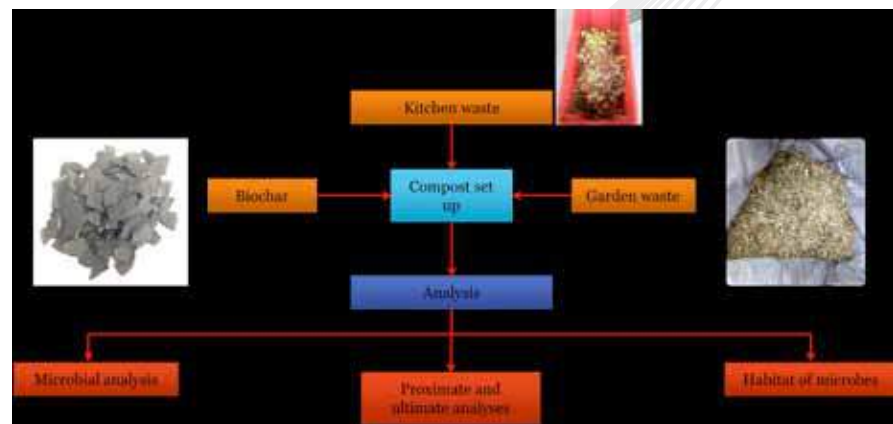 Kitchen waste
Biochar
Compost set
up
Garden waste
Analysis
Microbial analysis
Proximate and
ultimate analyses
Habitat of microbes